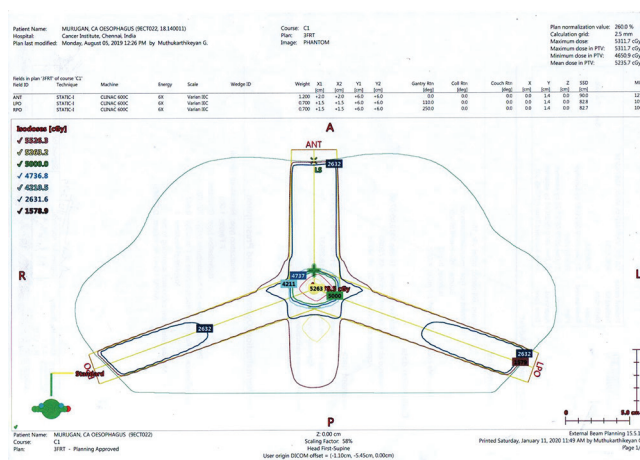 Patient Name: MURUGAN, CA OESOPHAGUS (9ECT022, 18.140011) Course: C1 Plan normalization value: 260.0 %
Hospital: Cancer Institute, Chennai, India Plan: 3FRT Calculation grid: 2.5 mm
Plan last modified: Monday, August 05, 2019 12:26 PM by Muthukarthikeyan G. Image: PHANTOM Maximum dose: 5311.7 cGy
Maximum dose in PTV: 5311.7 cGy
Minimum dose in PTV: 4650.9 cGy
Mean dose in PTV: 5235.7 cGy
Fields in plan '3FRT' of course 'C1'
Field ID Technique Machine Energy Scale Wedge ID Weight X1 X2 Y1 Y2 Gantry Rtn Coll Rtn Couch Rtn X Y Z SSD
[cm] [cm] [cm] [cm] [deg] [deg] [deg] [cm] [cm] [cm] [cm]
ANT STATIC-I CLINAC 600C 6X Varian IEC 1.200 +2.0 +2.0 +6.0 +6.0 0.0 0.0 0.0 0.0 1.4 0.0 90.0
LPO STATIC-I CLINAC 600C 6X Varian IEC 0.700 +1.5 +1.5 +6.0 +6.0 110.0 0.0 0.0 0.0 1.4 0.0 82.8
RPO STATIC-I CLINAC 600C 6X Varian IEC 0.700 +1.5 +1.5 +6.0 +6.0 250.0 0.0 0.0 0.0 1.4 0.0 82.7
Isodoses [cGy]
✓ 5526.3
✓ 5263.2
✓ 5000.0
✓ 4736.8
✓ 4210.5
✓ 2631.6
✓ 1578.9
A
ANT
2632
LS
R
L
4737
4211
5263
cGy
5000
2632
2632
Standard
LPO
P
0 5.0 c
Patient Name: MURUGAN, CA OESOPHAGUS (9ECT022) Z: 0.00 cm External Beam Planning 15.5.1
Course: C1 Scaling Factor: 58% Printed Saturday, January 11, 2020 11:49 AM by Muthukarthikeyan
Plan: 3FRT - Planning Approved Head First-Supine Page
User origin DICOM offset = (-1.10cm, -5.45cm, 0.00cm)